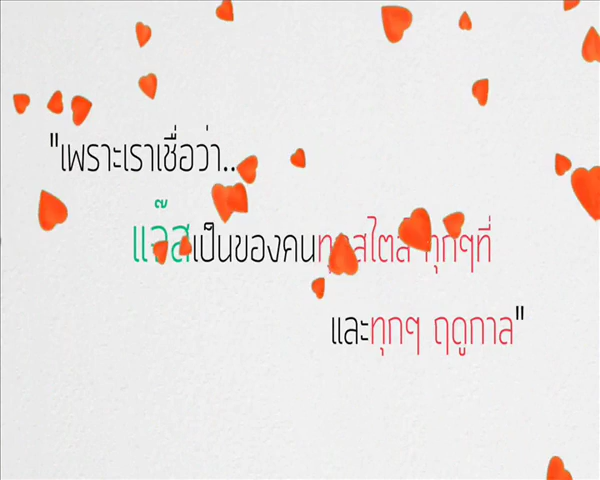 "เพราะเราเชื่อว่า..
แจ๊สเป็นของคนทุกสไตล์ ทุกๆที่
และทุกๆ ฤดูกาล"